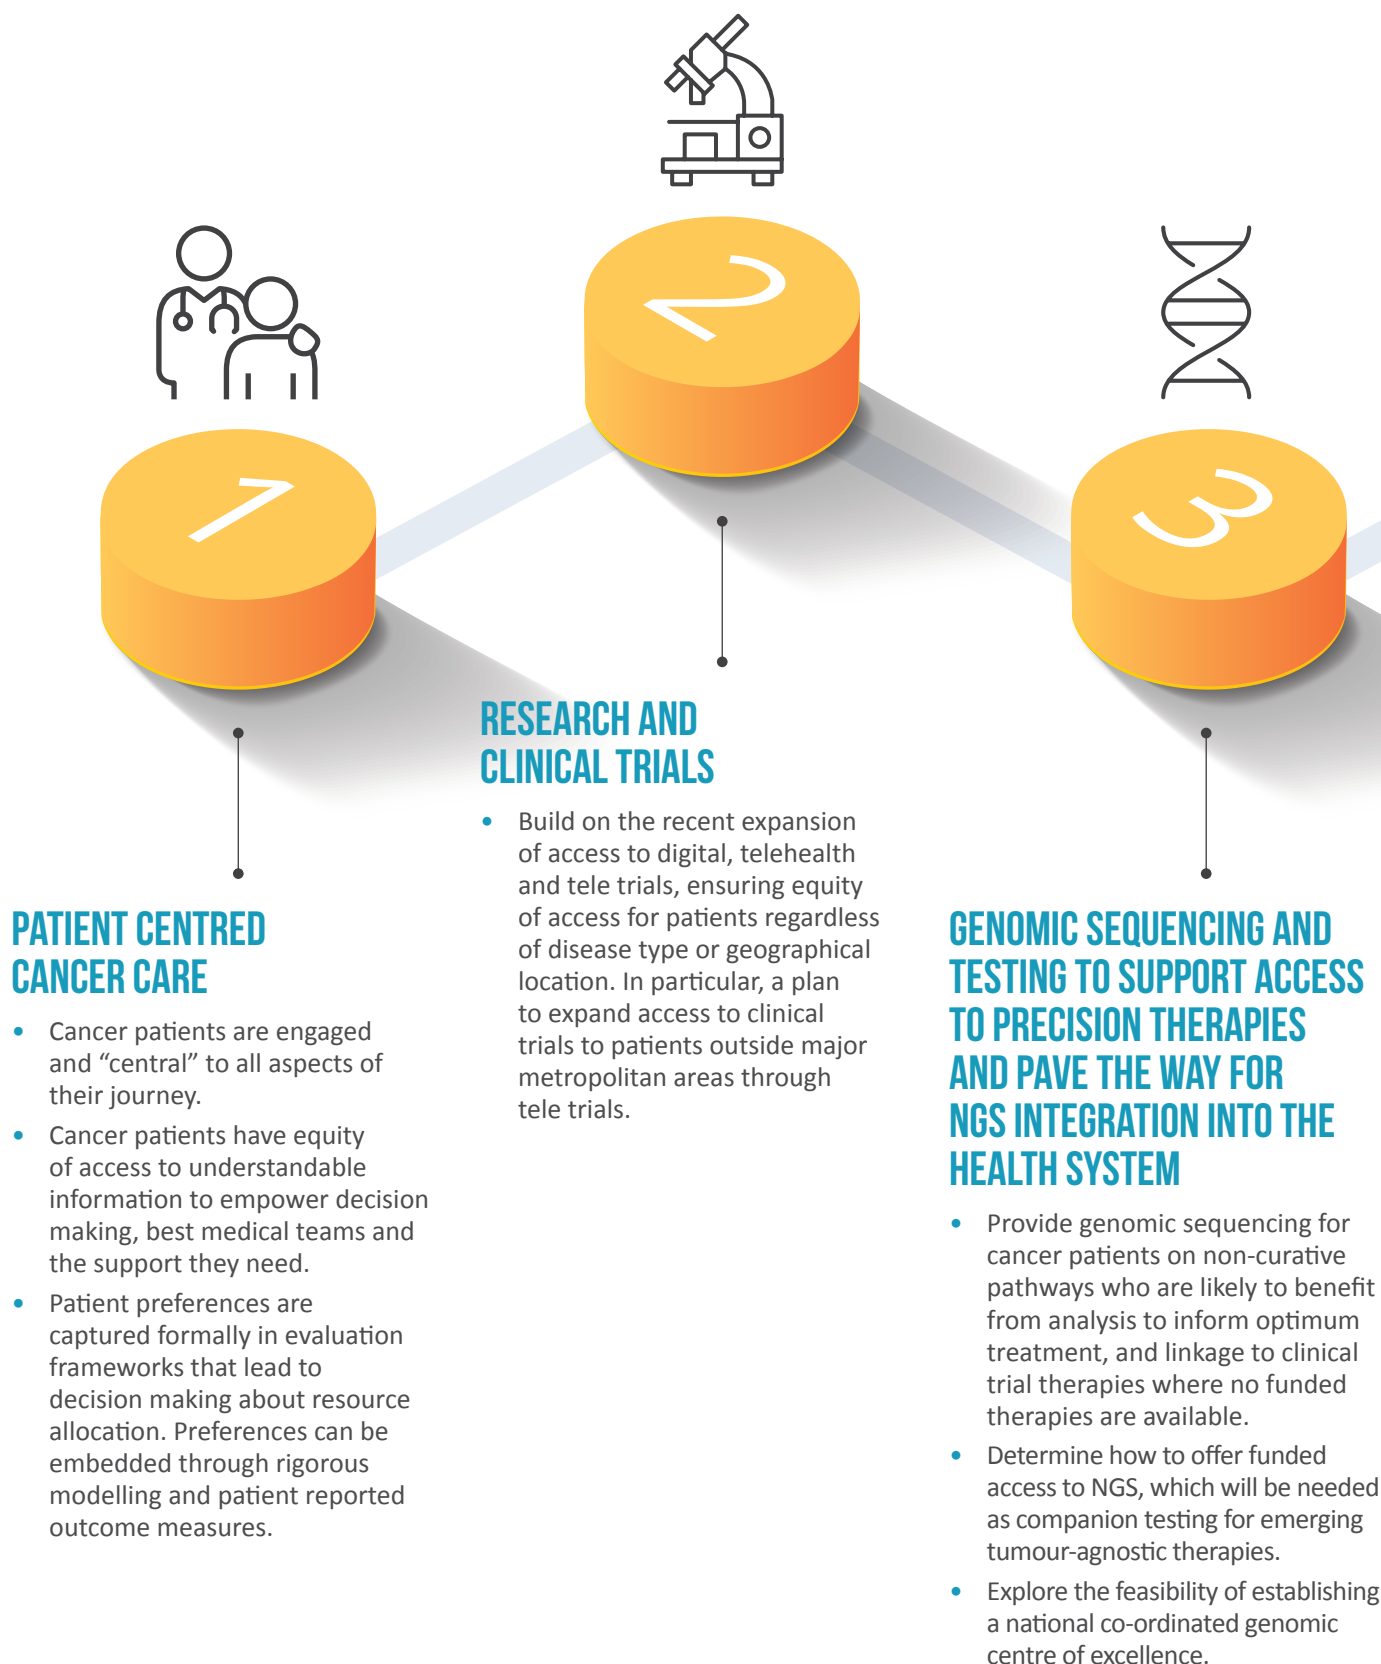 1
PATIENT CENTRED
CANCER CARE
• Cancer patients are engaged
and “central” to all aspects of
their journey.
• Cancer patients have equity
of access to understandable
information to empower decision
making, best medical teams and
the support they need.
• Patient preferences are
captured formally in evaluation
frameworks that lead to
decision making about resource
allocation. Preferences can be
embedded through rigorous
modelling and patient reported
outcome measures.
2
RESEARCH AND
CLINICAL TRIALS
• Build on the recent expansion
of access to digital, telehealth
and tele trials, ensuring equity
of access for patients regardless
of disease type or geographical
location. In particular, a plan
to expand access to clinical
trials to patients outside major
metropolitan areas through
tele trials.
3
GENOMIC SEQUENCING AND
TESTING TO SUPPORT ACCESS
TO PRECISION THERAPIES
AND PAVE THE WAY FOR
NGS INTEGRATION INTO THE
HEALTH SYSTEM
• Provide genomic sequencing for
cancer patients on non-curative
pathways who are likely to benefit
from analysis to inform optimum
treatment, and linkage to clinical
trial therapies where no funded
therapies are available.
• Determine how to offer funded
access to NGS, which will be needed
as companion testing for emerging
tumour-agnostic therapies.
• Explore the feasibility of establishing
a national co-ordinated genomic
centre of excellence.